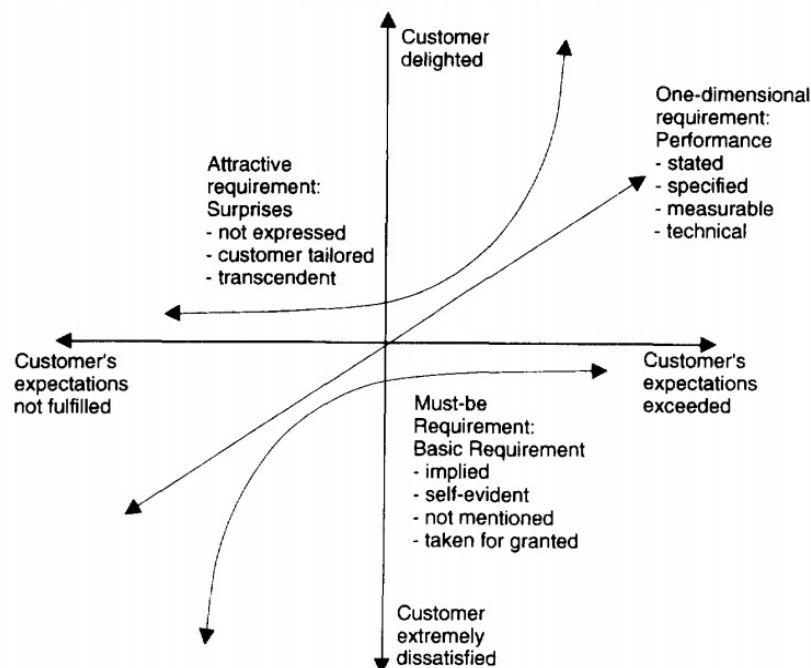 Customer
delighted
One-dimensional
requirement:
Performance
- stated
- specified
- measurable
- technical
Attractive
requirement:
Surprises
- not expressed
- customer tailored
- transcendent
Customer's
expectations
not fulfilled
Customer's
expectations
exceeded
Must-be
Requirement:
Basic Requirement
- implied
- self-evident
- not mentioned
- taken for granted
Customer
extremely
dissatisfied